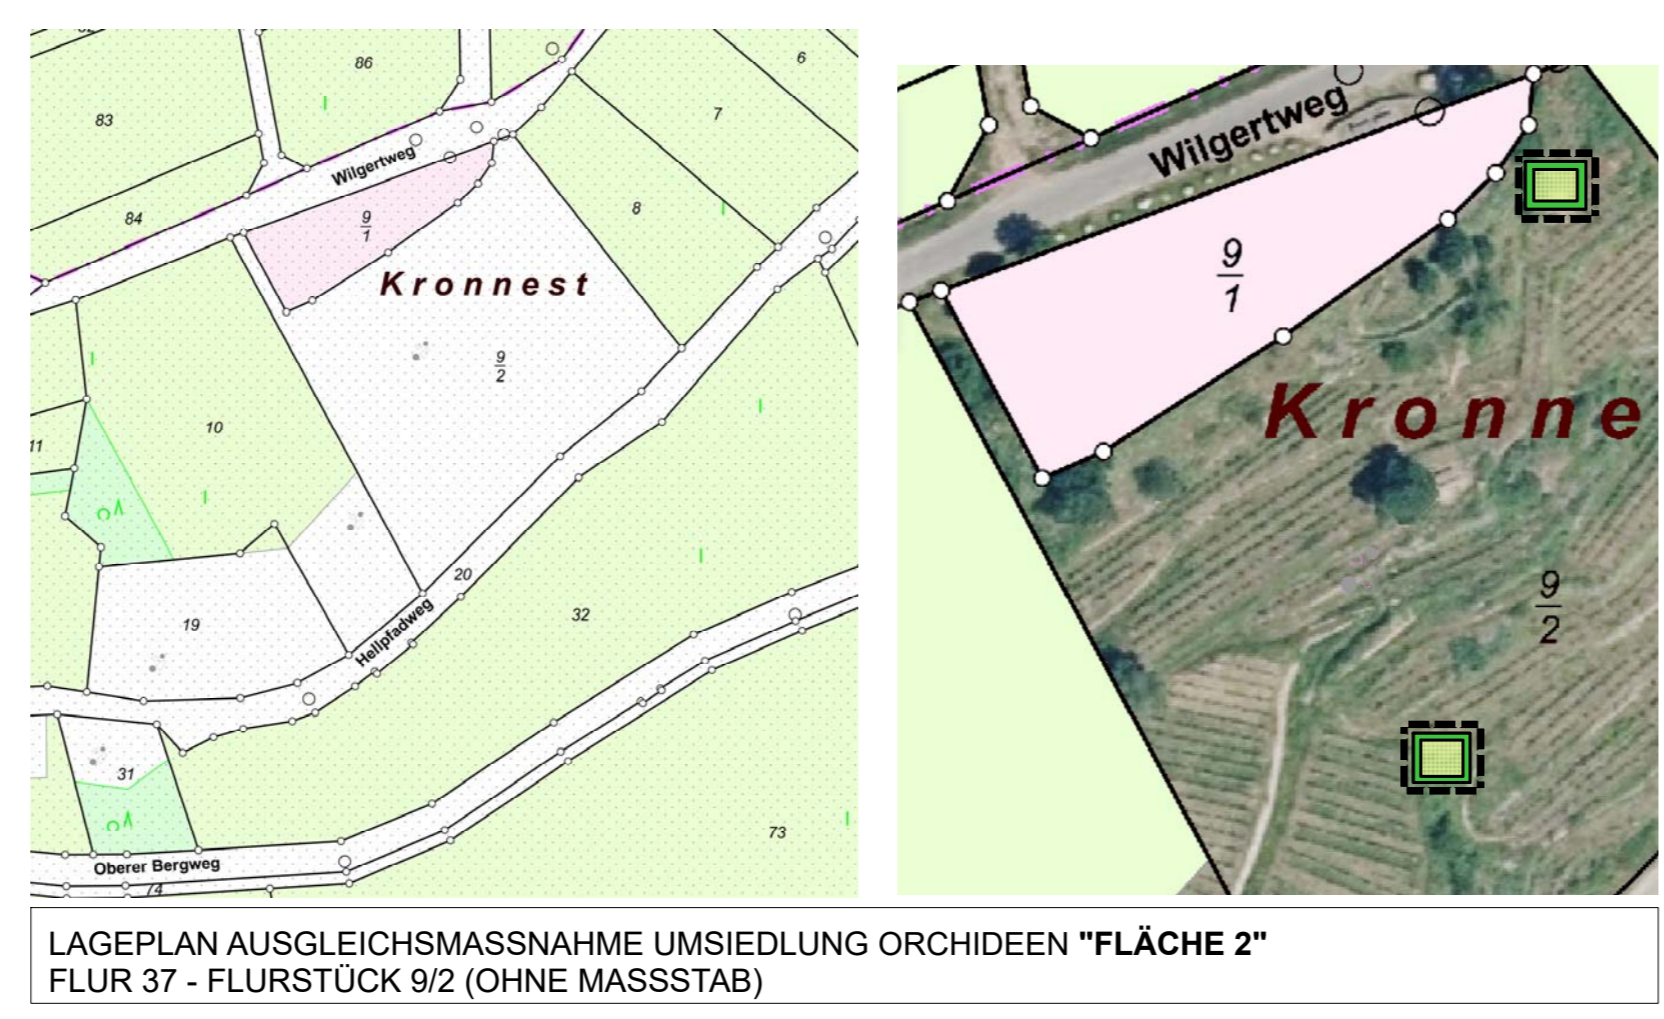 86
6
83
7
Wilgertweg
84
9
1
8
Kronnest
9
2
10
11
20
19
32
Hellpfadweg
31
73
Oberer Bergweg
74
Wilgertweg
9
1
Kronne
9
2
LAGEPLAN AUSGLEICHSMASSNAHME UMSIEDLUNG ORCHIDEEN "FLÄCHE 2"
FLUR 37 - FLURSTÜCK 9/2 (OHNE MASSSTAB)